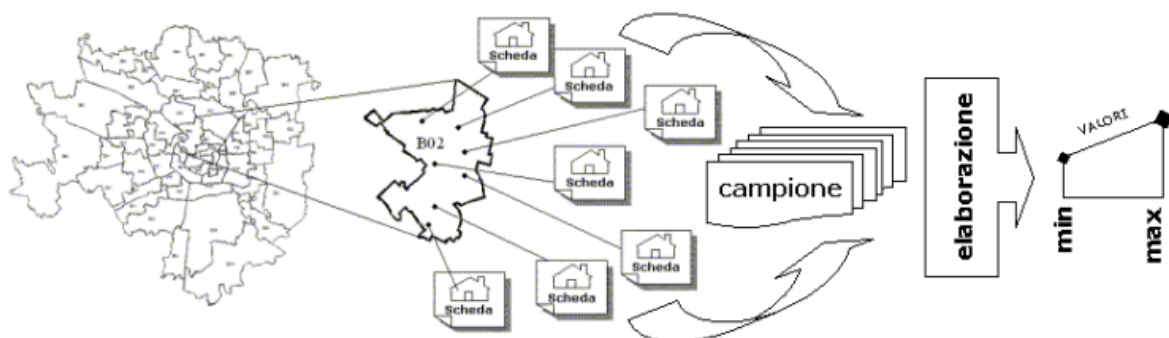 Scheda
Scheda
Scheda
B02
Scheda
Scheda
Scheda
Scheda
campione
elaborazione
VALORI
min
max